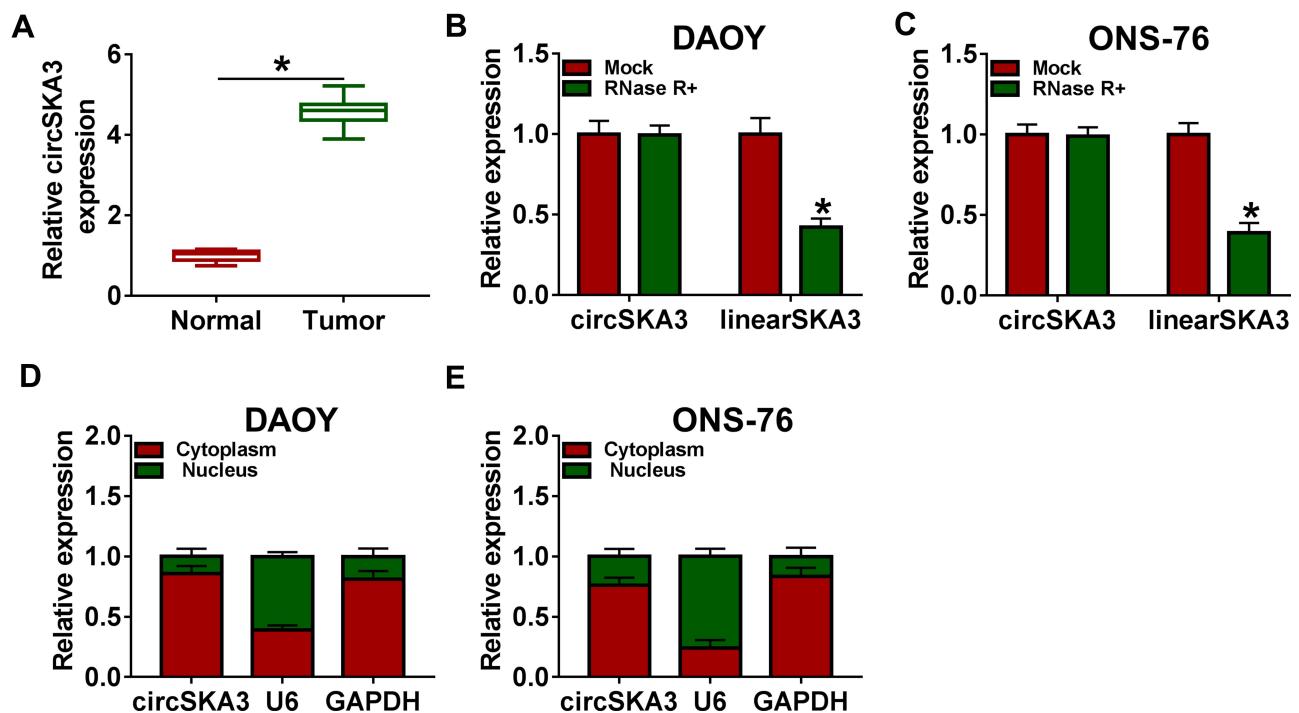 A
Relative circSKA3
expression
6
4
2
0
*
Normal Tumor
B
DAOY
Relative expression
1.5
1.0
0.5
0.0
Mock
RNase R+
*
circSKA3 linearSKA3
C
ONS-76
Relative expression
1.5
1.0
0.5
0.0
Mock
RNase R+
*
circSKA3 linearSKA3
D
DAOY
Relative expression
2.0
1.5
1.0
0.5
0.0
Cytoplasm
Nucleus
circSKA3 U6 GAPDH
E
ONS-76
Relative expression
2.0
1.5
1.0
0.5
0.0
Cytoplasm
Nucleus
circSKA3 U6 GAPDH